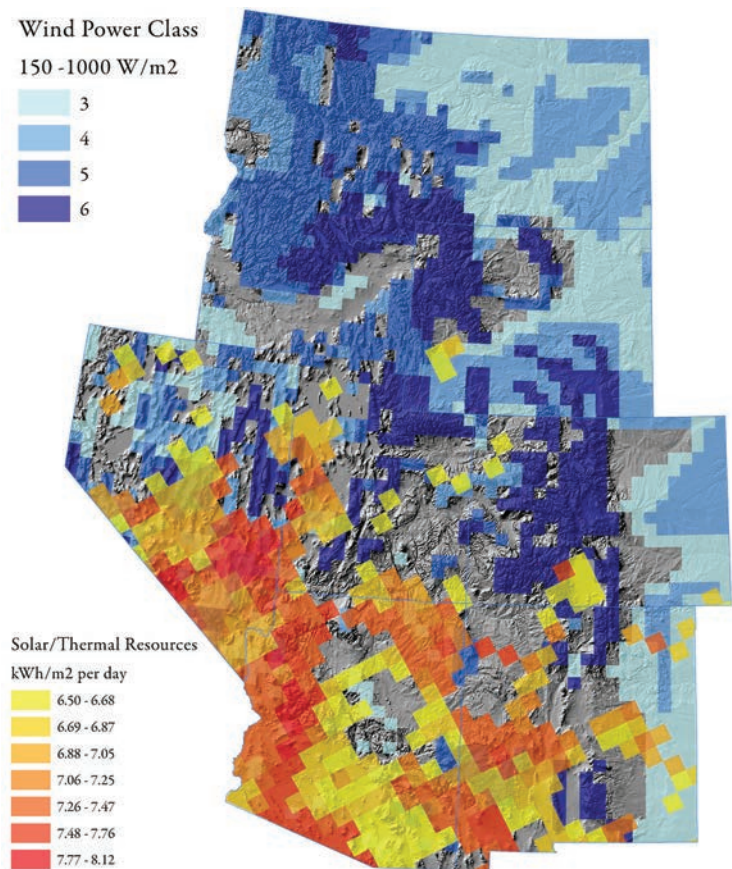 Wind Power Class
150 -1000 W/m2
3
4
5
6
Solar/Thermal Resources
kWh/m2 per day
6.50 - 6.68
6.69 - 6.87
6.88 - 7.05
7.06 - 7.25
7.26 - 7.47
7.48 - 7.76
7.77 - 8.12